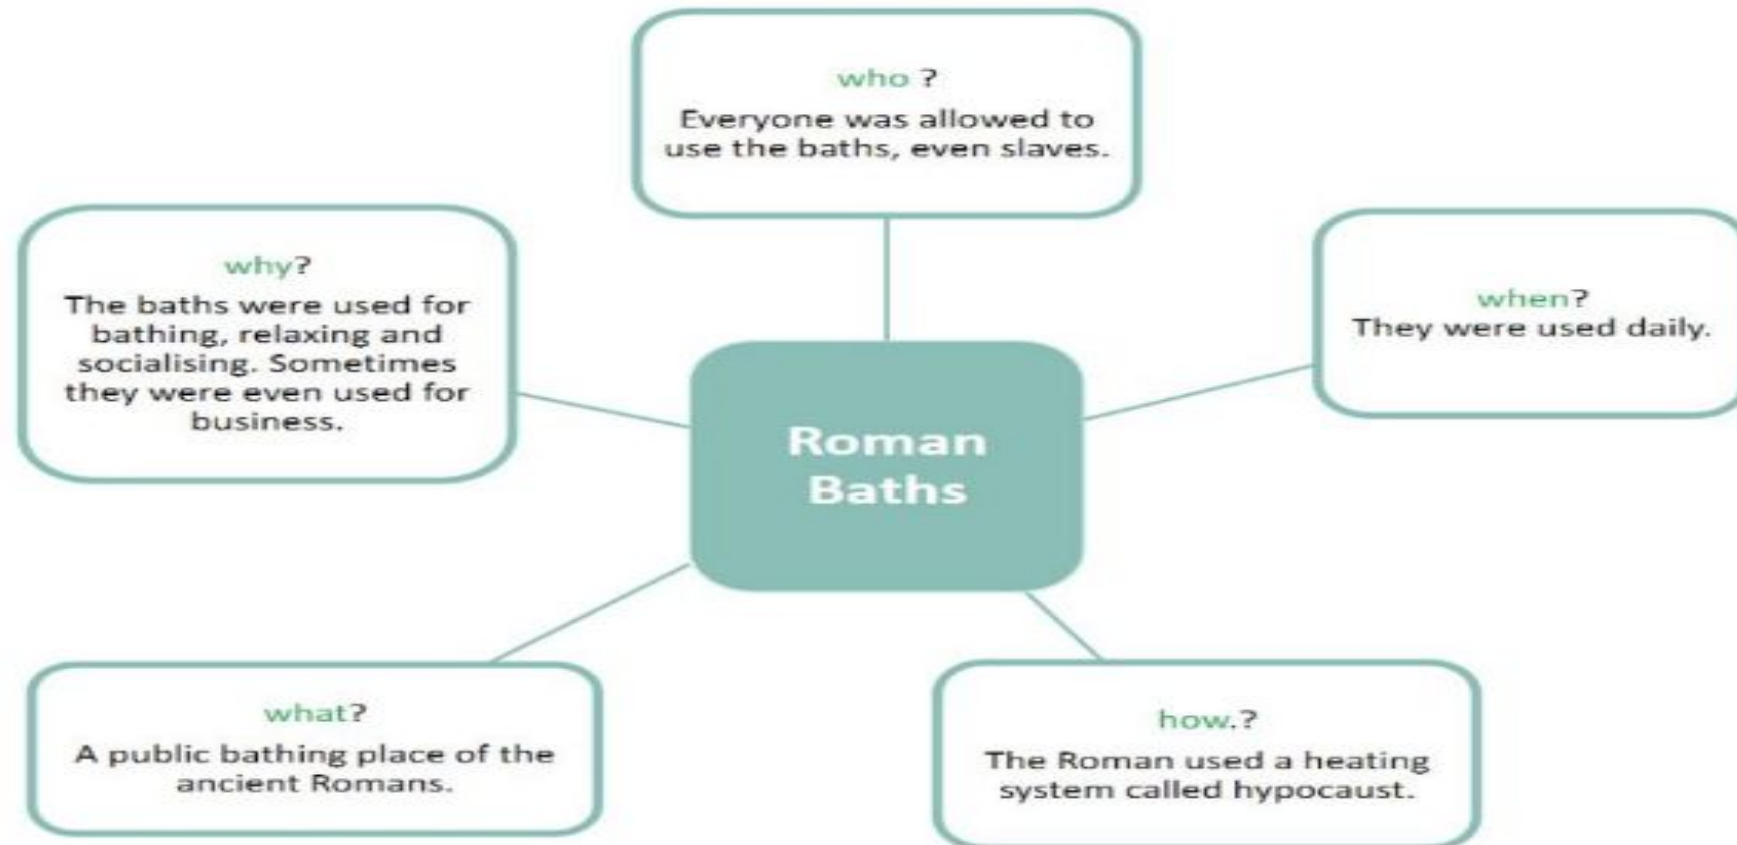 who ?
Everyone was allowed to
use the baths, even slaves.
why?
The baths were used for
bathing, relaxing and
socialising. Sometimes
they were even used for
business.
when?
They were used daily.
Roman
Baths
what?
A public bathing place of the
ancient Romans.
how.?
The Roman used a heating
system called hypocaust.